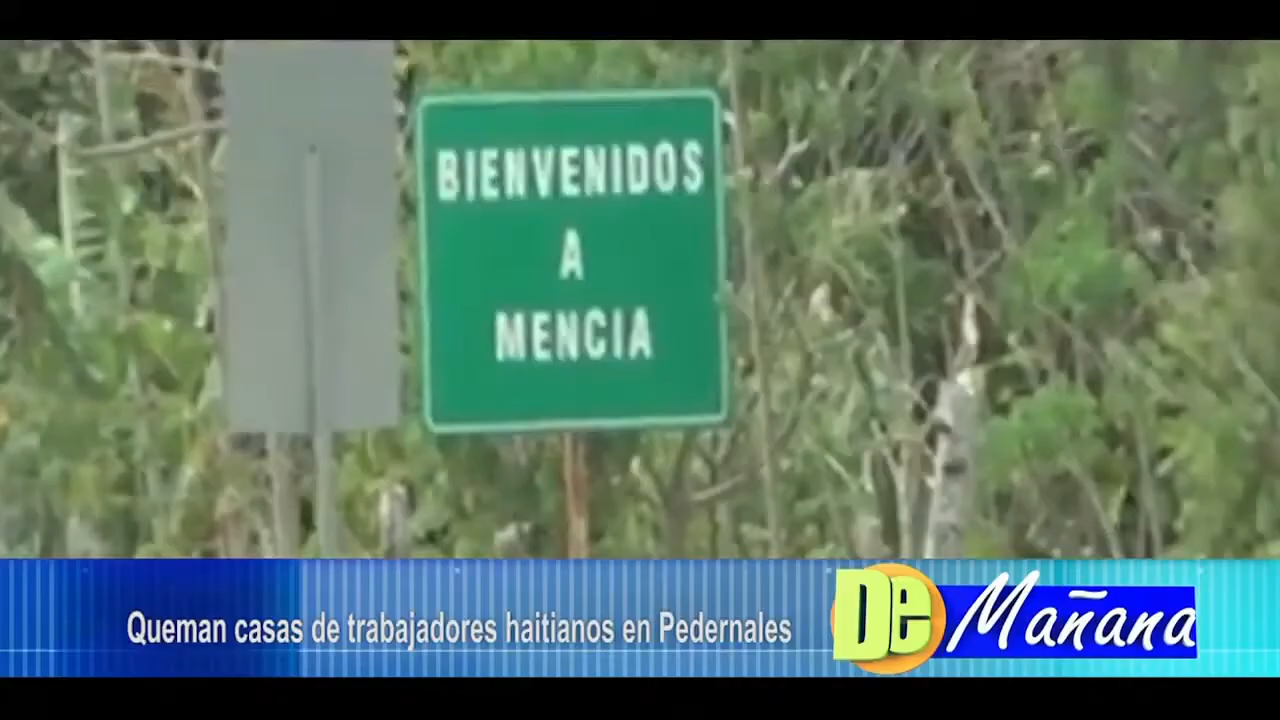 BIENVENIDOS
A
MENCIA
Queman casas de trabajadores haitianos en Pedernales
De Mañana